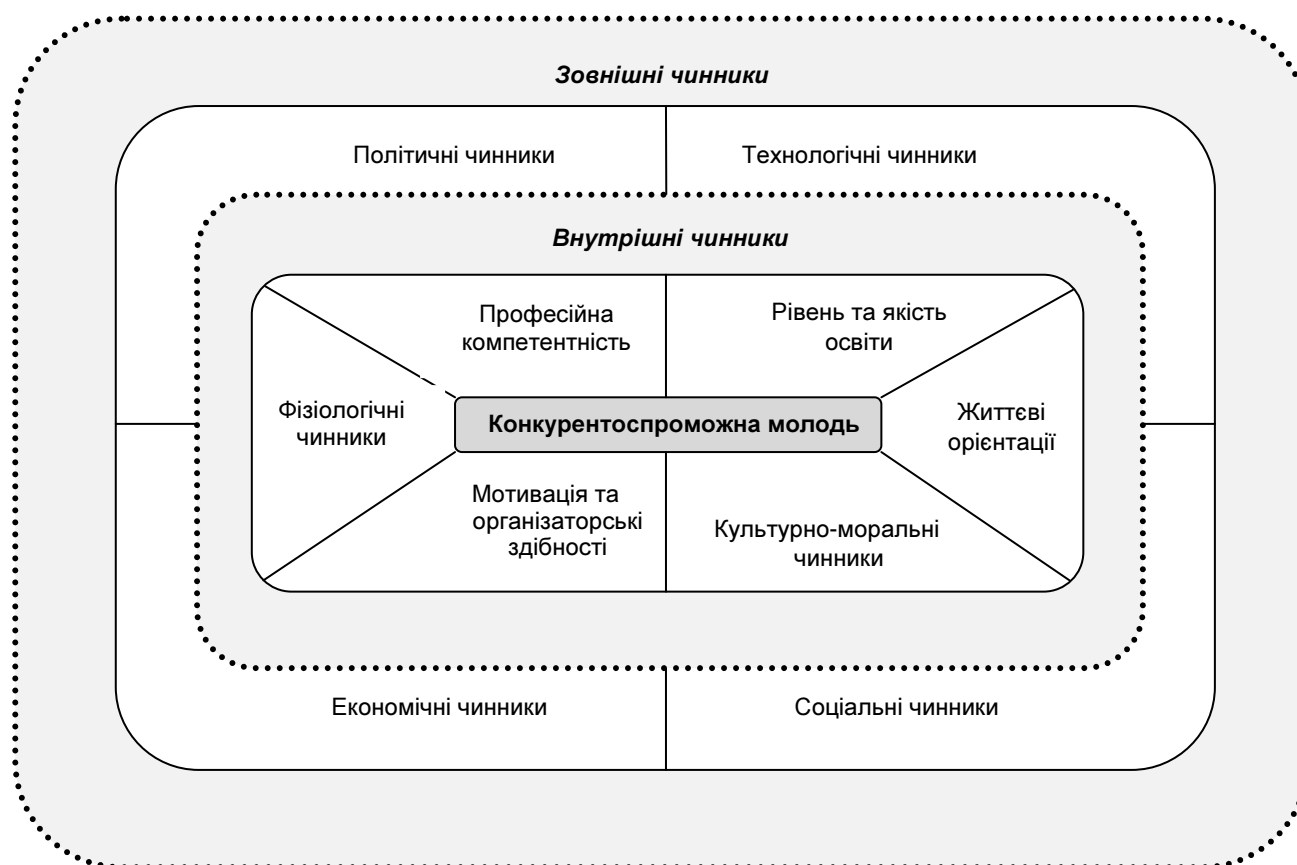 Зовнішні чинники
Політичні чинники
Технологічні чинники
Внутрішні чинники
Професійна
компетентність
Рівень та якість
освіти
Фізіологічні
чинники
Конкурентоспроможна молодь
Життєві
орієнтації
Мотивація та
організаторські
здібності
Культурно-моральні
чинники
Економічні чинники
Соціальні чинники